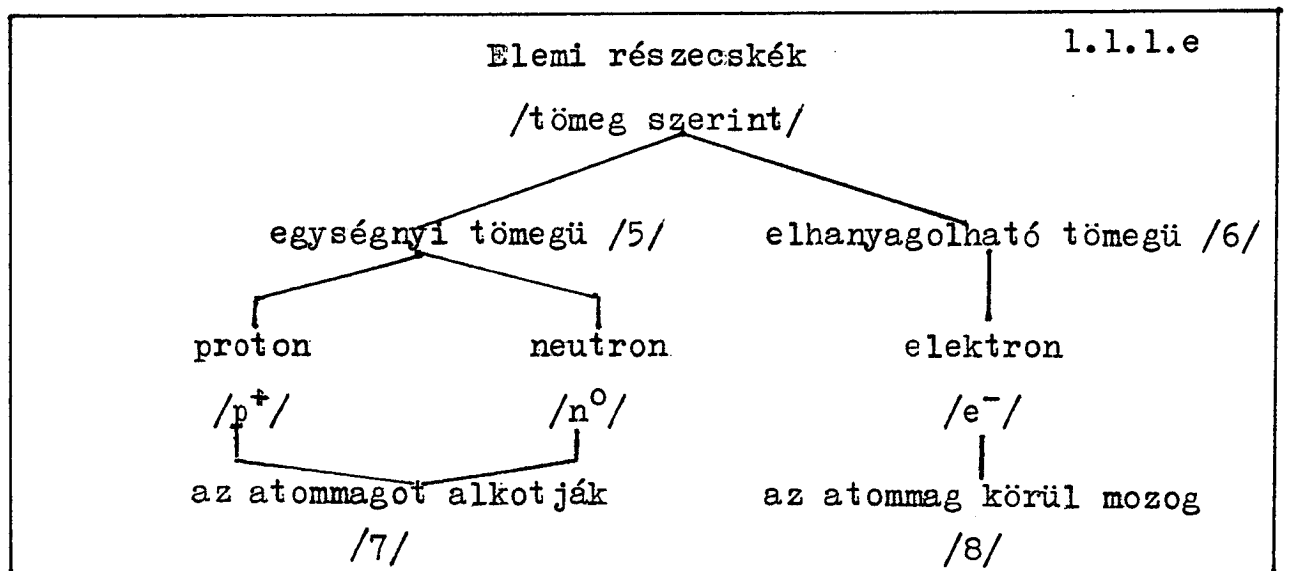 1.1.1.e
Elemi részecskék
/tömeg szerint/
egységnyi tömegü /5/ elhanyagolható tömegü /6/
proton neutron elektron
/p⁺/ /n⁰/ /e⁻/
az atommagot alkotják az atommag körül mozog
/7/ /8/